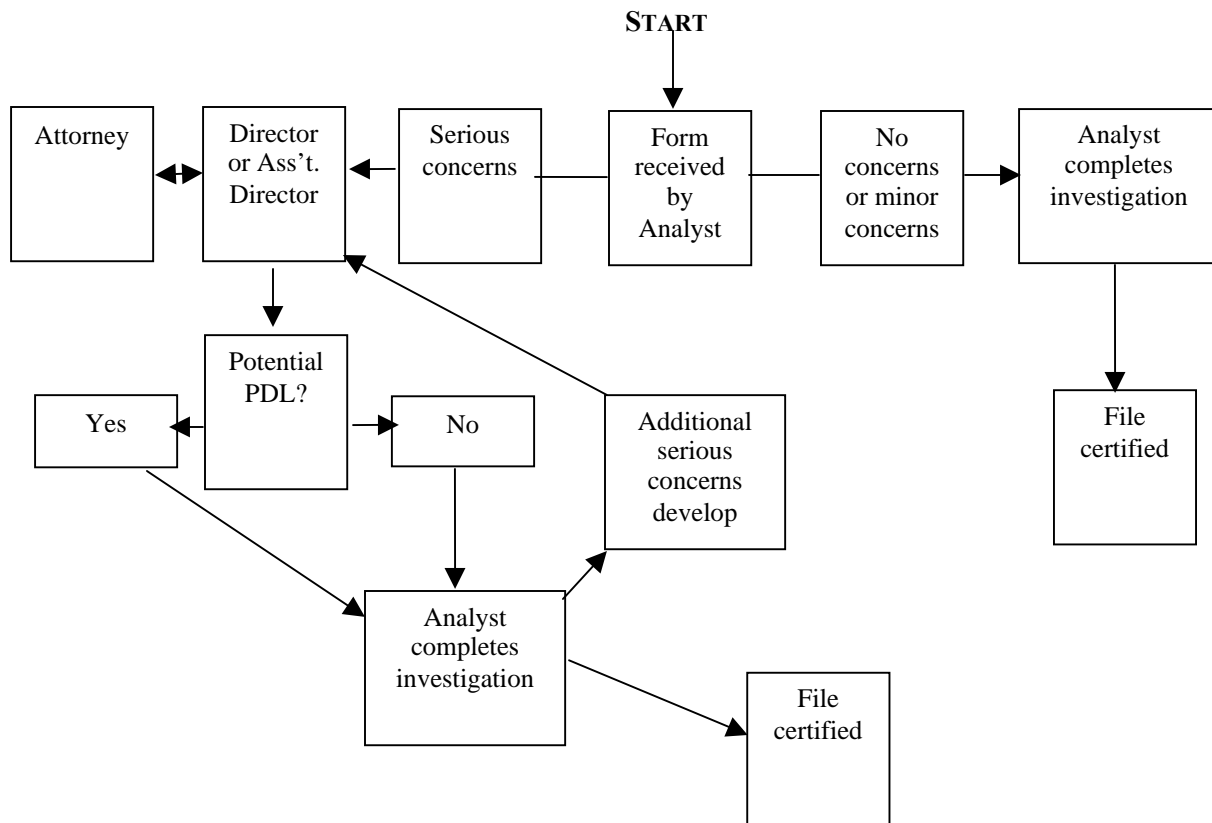 START
Attorney
Director
or Ass’t.
Director
Serious
concerns
Form
received
by
Analyst
No
concerns
or minor
concerns
Analyst
completes
investigation
Potential
PDL?
Yes
No
Additional
serious
concerns
develop
File
certified
Analyst
completes
investigation
File
certified